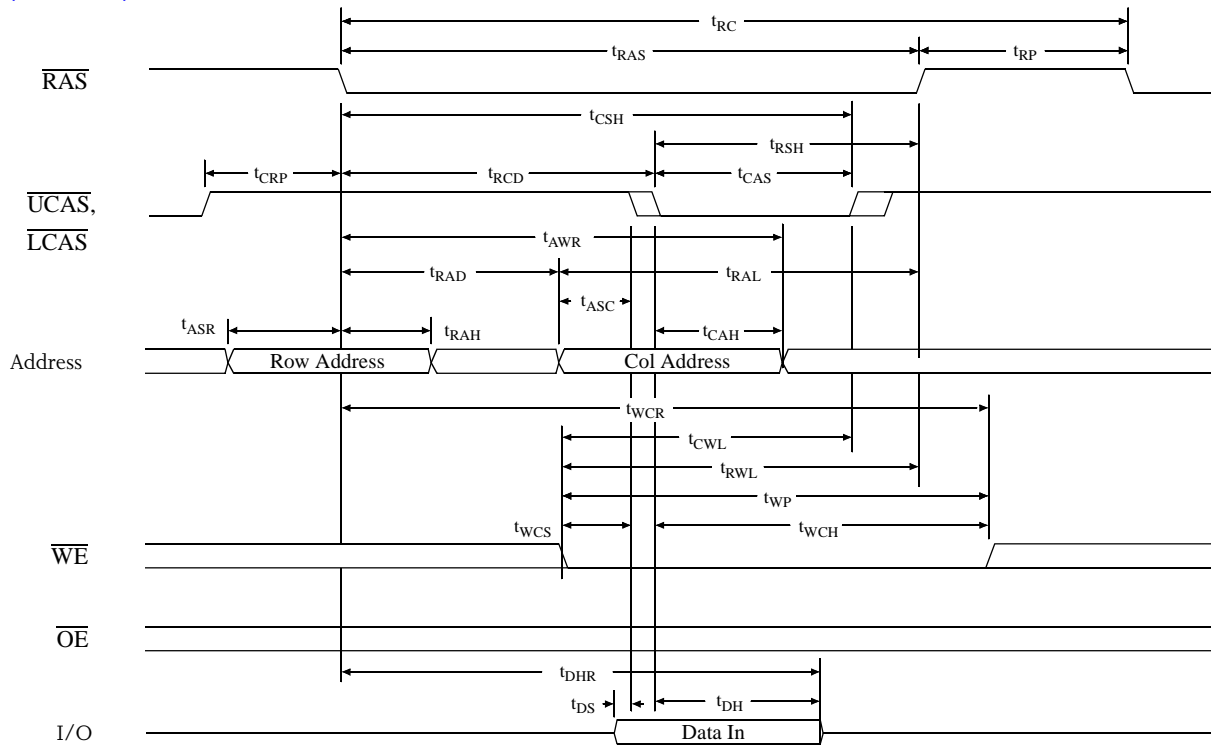 tRC
tRAS tRP
RAS
tCSH
tRSH
tCRP tRCD tCAS
UCAS,
LCAS
tAWR
tRAD tRAL
tASC
tASR tRAH tCAH
Address Row Address Col Address
tWCR
tCWL
tRWL
tWP
tWCS tWCH
WE
OE
tDHR
tDS tDH
I/O Data In